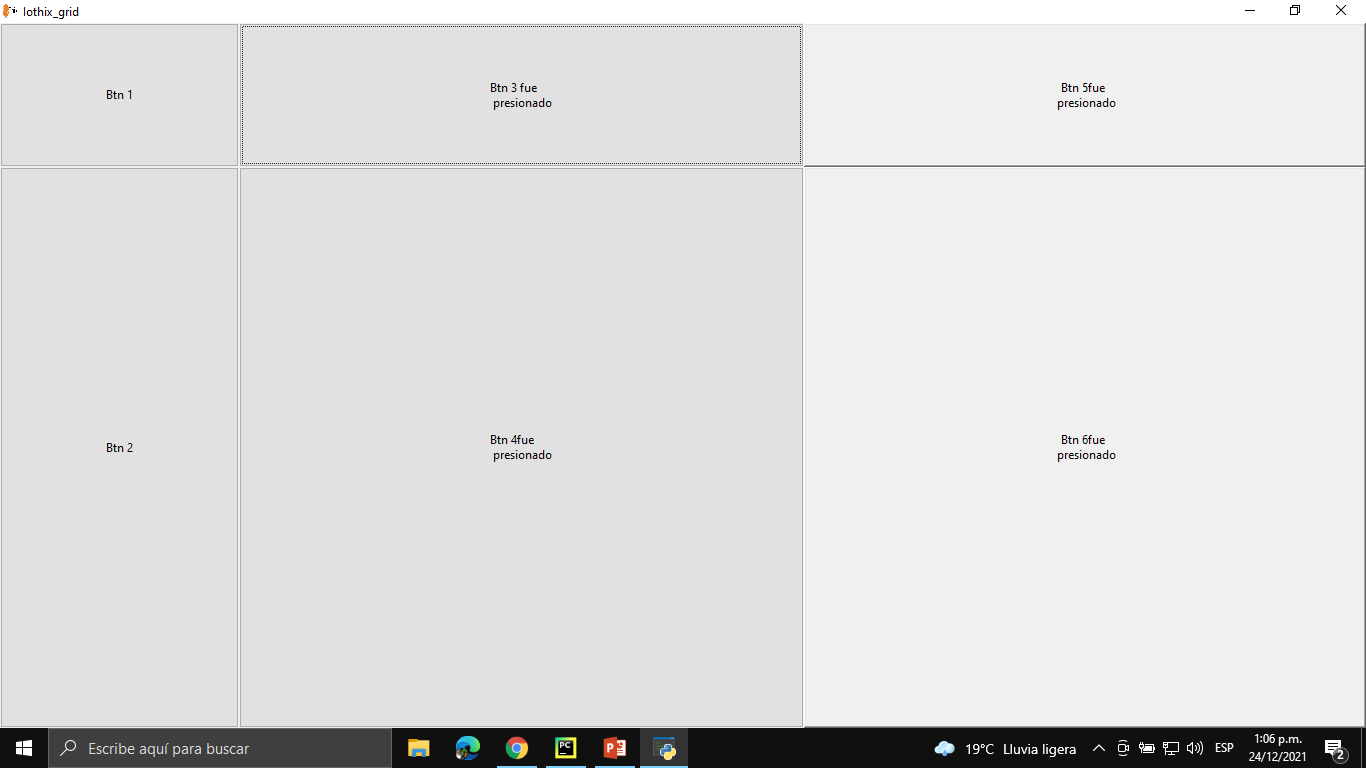 lothix_grid
Btn 1
Btn 3 fue
presionado
Btn 5fue
presionado
Btn 2
Btn 4fue
presionado
Btn 6fue
presionado
Escribe aquí para buscar
PC
P
19°C Lluvia ligera
ESP
1:06 p.m.
24/12/2021
2